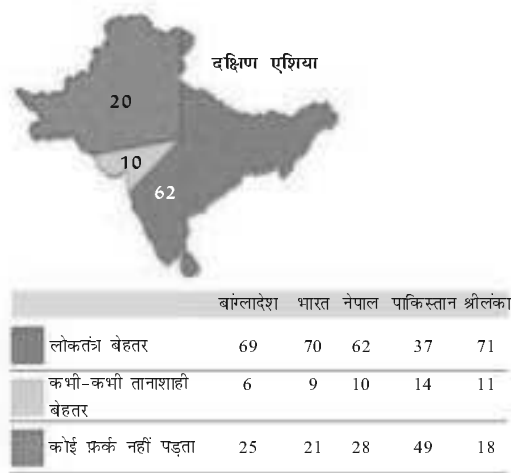 दक्षिण एशिया
20
10
62
बांग्लादेश भारत नेपाल पाकिस्तान श्रीलंका
लोकतंत्र बेहतर 69 70 62 37 71
कभी-कभी तानाशाही 6 9 10 14 11
बेहतर
कोई फ़र्क नहीं पड़ता 25 21 28 49 18